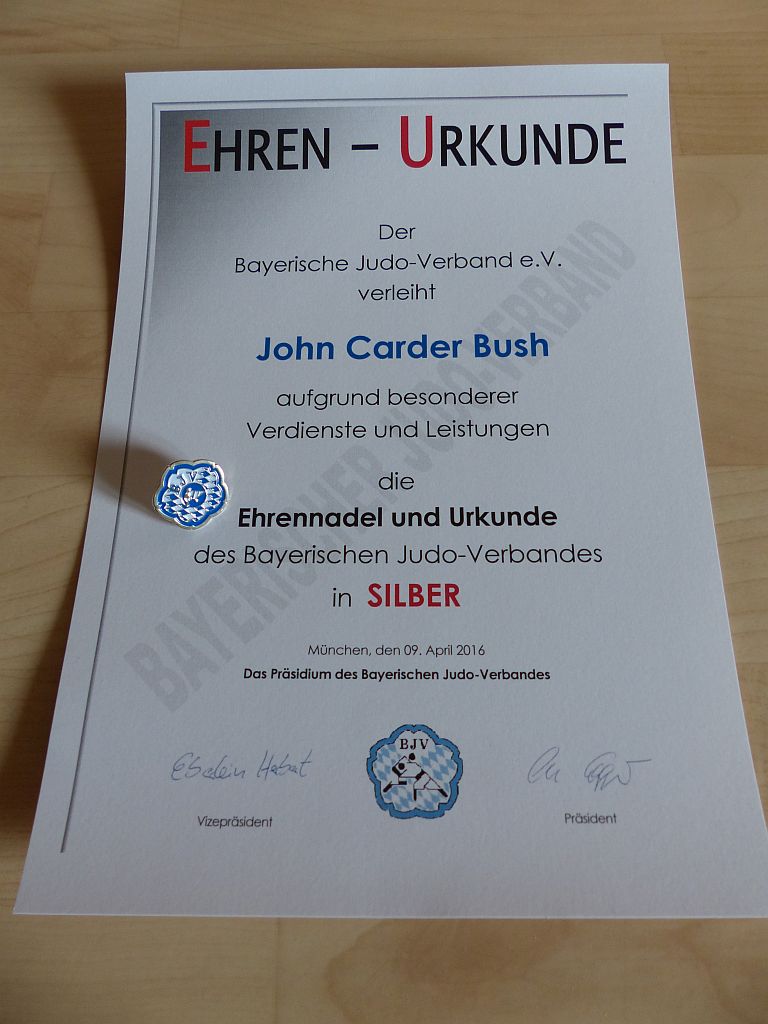 EHREN – URKUNDE
Der
Bayerische Judo-Verband e.V.
verleiht
John Carder Bush
aufgrund besonderer
Verdienste und Leistungen
die
Ehrennadel und Urkunde
des Bayerischen Judo-Verbandes
in SILBER
BAYERISCHER JUDO-VERBAND
BJV
München, den 09. April 2016
Das Präsidium des Bayerischen Judo-Verbandes
BJV
Vizepräsident
Präsident